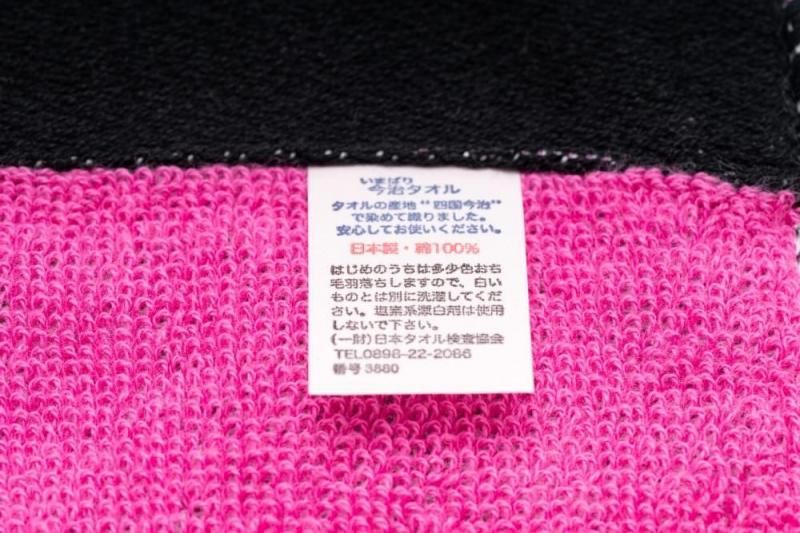 いまばり
今治タオル
タオルの産地“四国今治”
で染めて織りました。
安心してお使いください。
日本製・綿100%
はじめのうちは多少色おち
毛羽落ちしますので、白い
ものとは別に洗濯してくだ
さい。塩素系漂白剤は使用
しないで下さい。
(一財)日本タオル検査協会
TEL0898-22-2086
番号 3880